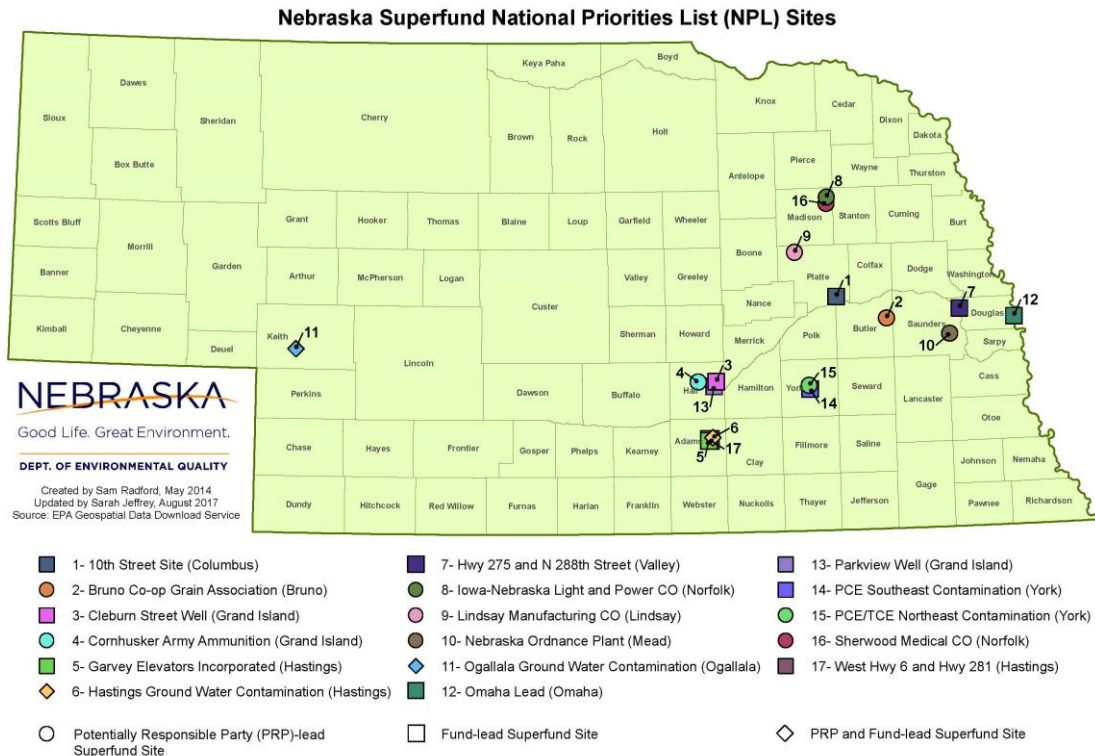 Nebraska Superfund National Priorities List (NPL) Sites
Boyd
Keya Paha
Dawes
Knox
Cedar
Sioux
Sheridan
Cherry
Dixon
Dakota
Brown
Rock
Holt
Box Butte
Pierce
Wayne
Antelope
Thurston
8
16
Scotts Bluff
Grant
Hooker
Thomas
Blaine
Loup
Garfield
Wheeler
Madison
Stanton
Cuming
Burt
Morrill
9
Boone
Banner
Garden
Arthur
McPherson
Logan
Valley
Greeley
Platte
Colfax
Dodge
Washington
1
7
12
Custer
Nance
2
Douglas
Kimball
Cheyenne
Keith
11
Sherman
Howard
Merrick
Polk
Butler
Saunders
10
Sarpy
Deuel
Lincoln
3
4
15
Cass
NEBRASKA
Perkins
Dawson
Buffalo
Hall
13
Hamilton
York
14
Seward
Lancaster
Otoe
Good Life. Great Environment.
6
Chase
Hayes
Frontier
Gosper
Phelps
Kearney
Adams
5
17
Clay
Fillmore
Saline
DEPT. OF ENVIRONMENTAL QUALITY
Johnson
Nemaha
Gage
Created by Sam Radford, May 2014
Updated by Sarah Jeffrey, August 2017
Source: EPA Geospatial Data Download Service
Dundy
Hitchcock
Red Willow
Furnas
Harlan
Franklin
Webster
Nuckolls
Thayer
Jefferson
Pawnee
Richardson
1- 10th Street Site (Columbus)
2- Bruno Co-op Grain Association (Bruno)
3- Cleburn Street Well (Grand Island)
4- Cornhusker Army Ammunition (Grand Island)
5- Garvey Elevators Incorporated (Hastings)
6- Hastings Ground Water Contamination (Hastings)
7- Hwy 275 and N 288th Street (Valley)
8- Iowa-Nebraska Light and Power CO (Norfolk)
9- Lindsay Manufacturing CO (Lindsay)
10- Nebraska Ordnance Plant (Mead)
11- Ogallala Ground Water Contamination (Ogallala)
12- Omaha Lead (Omaha)
13- Parkview Well (Grand Island)
14- PCE Southeast Contamination (York)
15- PCE/TCE Northeast Contamination (York)
16- Sherwood Medical CO (Norfolk)
17- West Hwy 6 and Hwy 281 (Hastings)
Potentially Responsible Party (PRP)-lead
Superfund Site
Fund-lead Superfund Site
PRP and Fund-lead Superfund Site